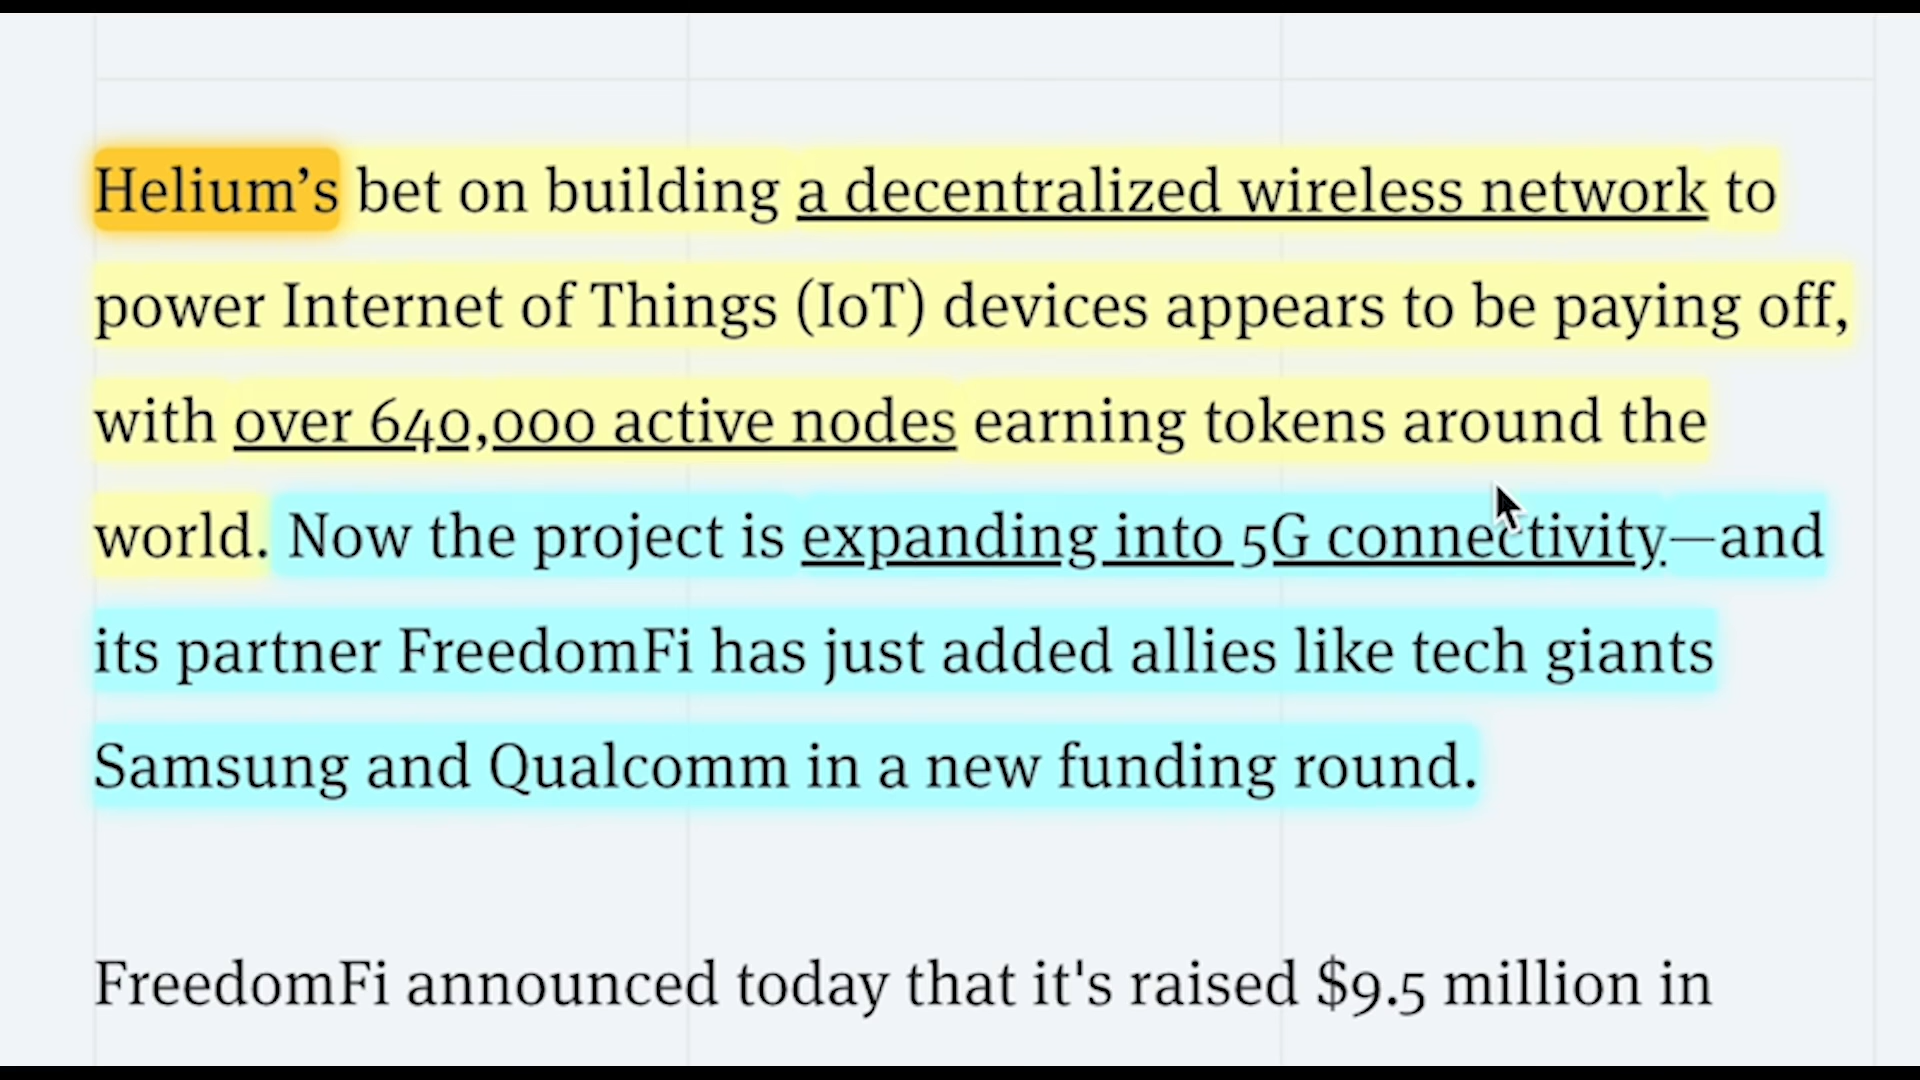 Helium’s bet on building a decentralized wireless network to
power Internet of Things (IoT) devices appears to be paying off,
with over 640,000 active nodes earning tokens around the
world. Now the project is expanding into 5G connectivity—and
its partner FreedomFi has just added allies like tech giants
Samsung and Qualcomm in a new funding round.
FreedomFi announced today that it's raised $9.5 million in